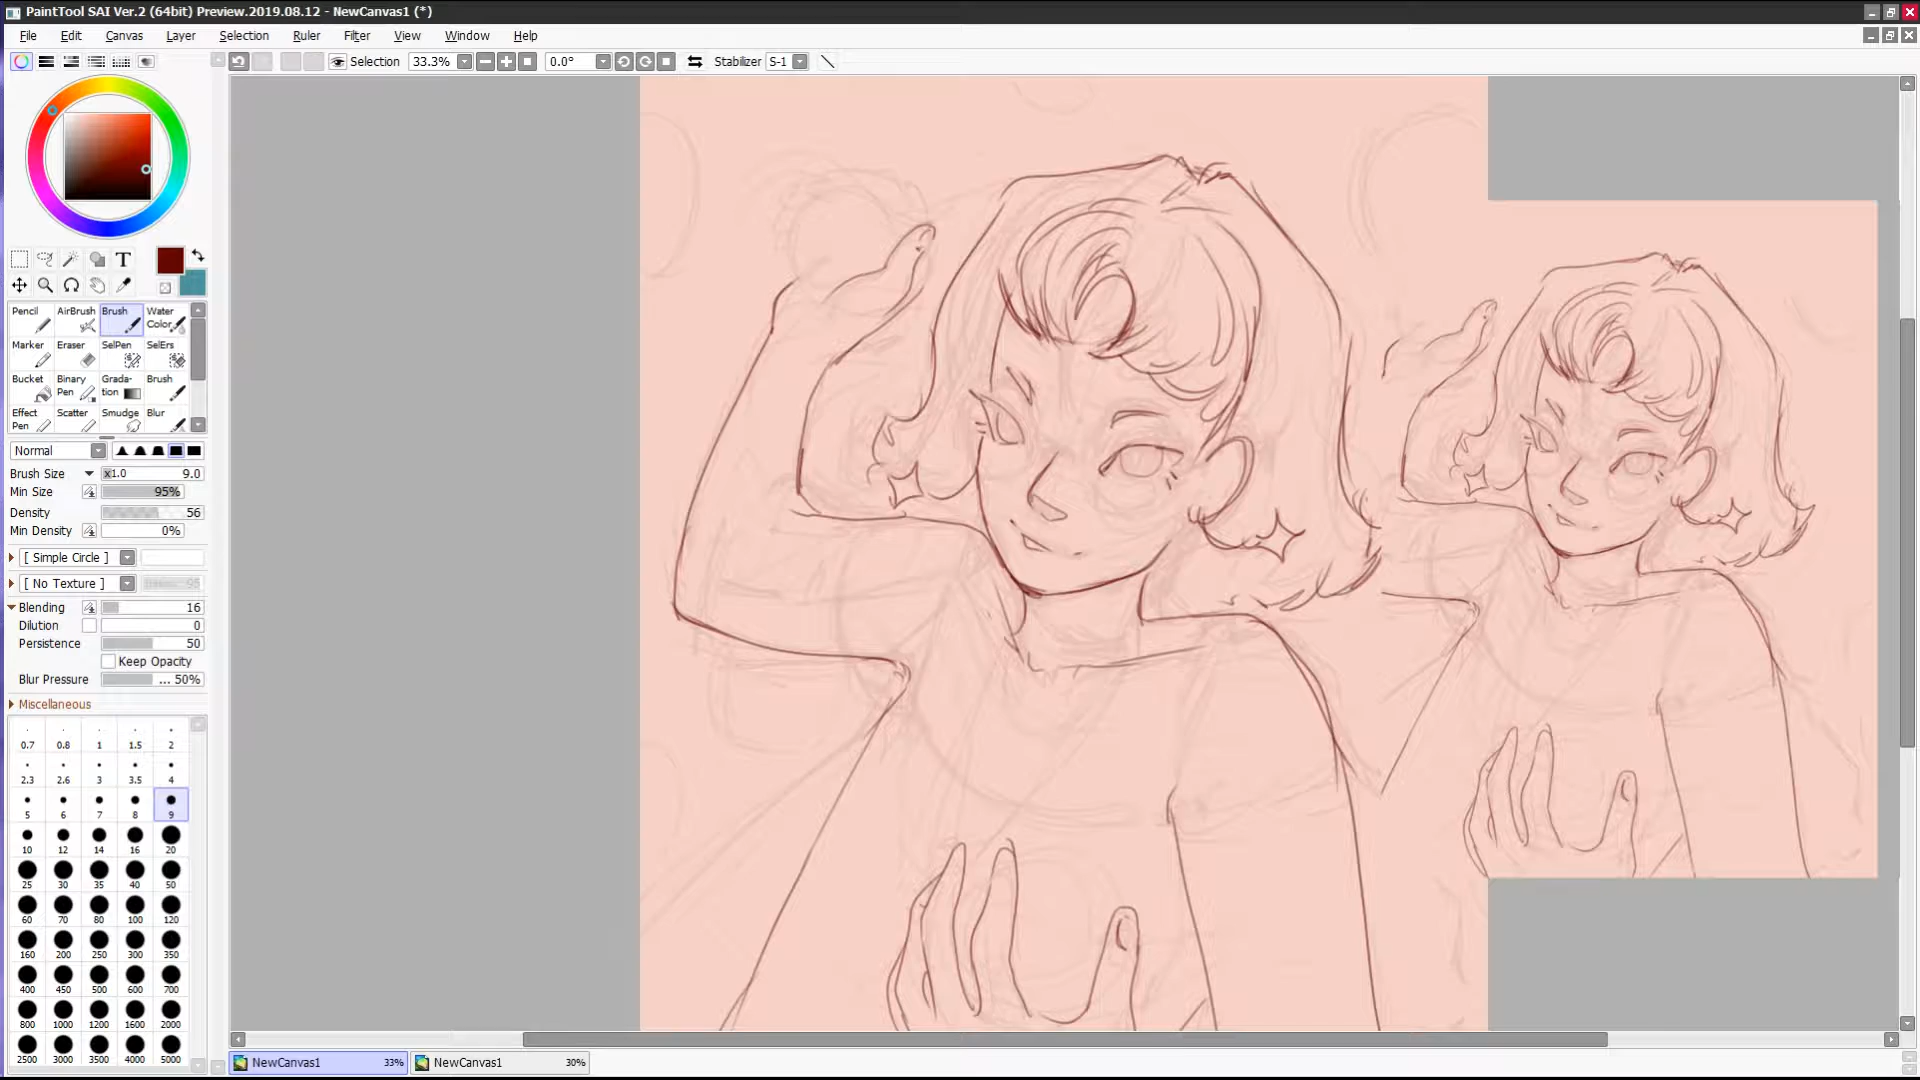 PaintTool SAI Ver.2 (64bit) Preview.2019.08.12 - NewCanvas1 (*)
File Edit Canvas Layer Selection Ruler Filter View Window Help
Selection 33.3% 0.0° Stabilizer S-1
T
Pencil AirBrush Brush Water Color
Marker Eraser SelPen SelErs
Bucket Binary Pen Grada-tion Brush
Effect Pen Scatter Smudge Blur
Normal
Brush Size x1.0 9.0
Min Size 95%
Density 56
Min Density 0%
[ Simple Circle ]
[ No Texture ] 95
Blending 16
Dilution 0
Persistence 50
Keep Opacity
Blur Pressure ... 50%
Miscellaneous
0.7 0.8 1 1.5 2
2.3 2.6 3 3.5 4
5 6 7 8 9
10 12 14 16 20
25 30 35 40 50
60 70 80 100 120
160 200 250 300 350
400 450 500 600 700
800 1000 1200 1600 2000
2500 3000 3500 4000 5000
NewCanvas1 33% NewCanvas1 30%